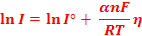 ln I = ln I° + αnF/RT η